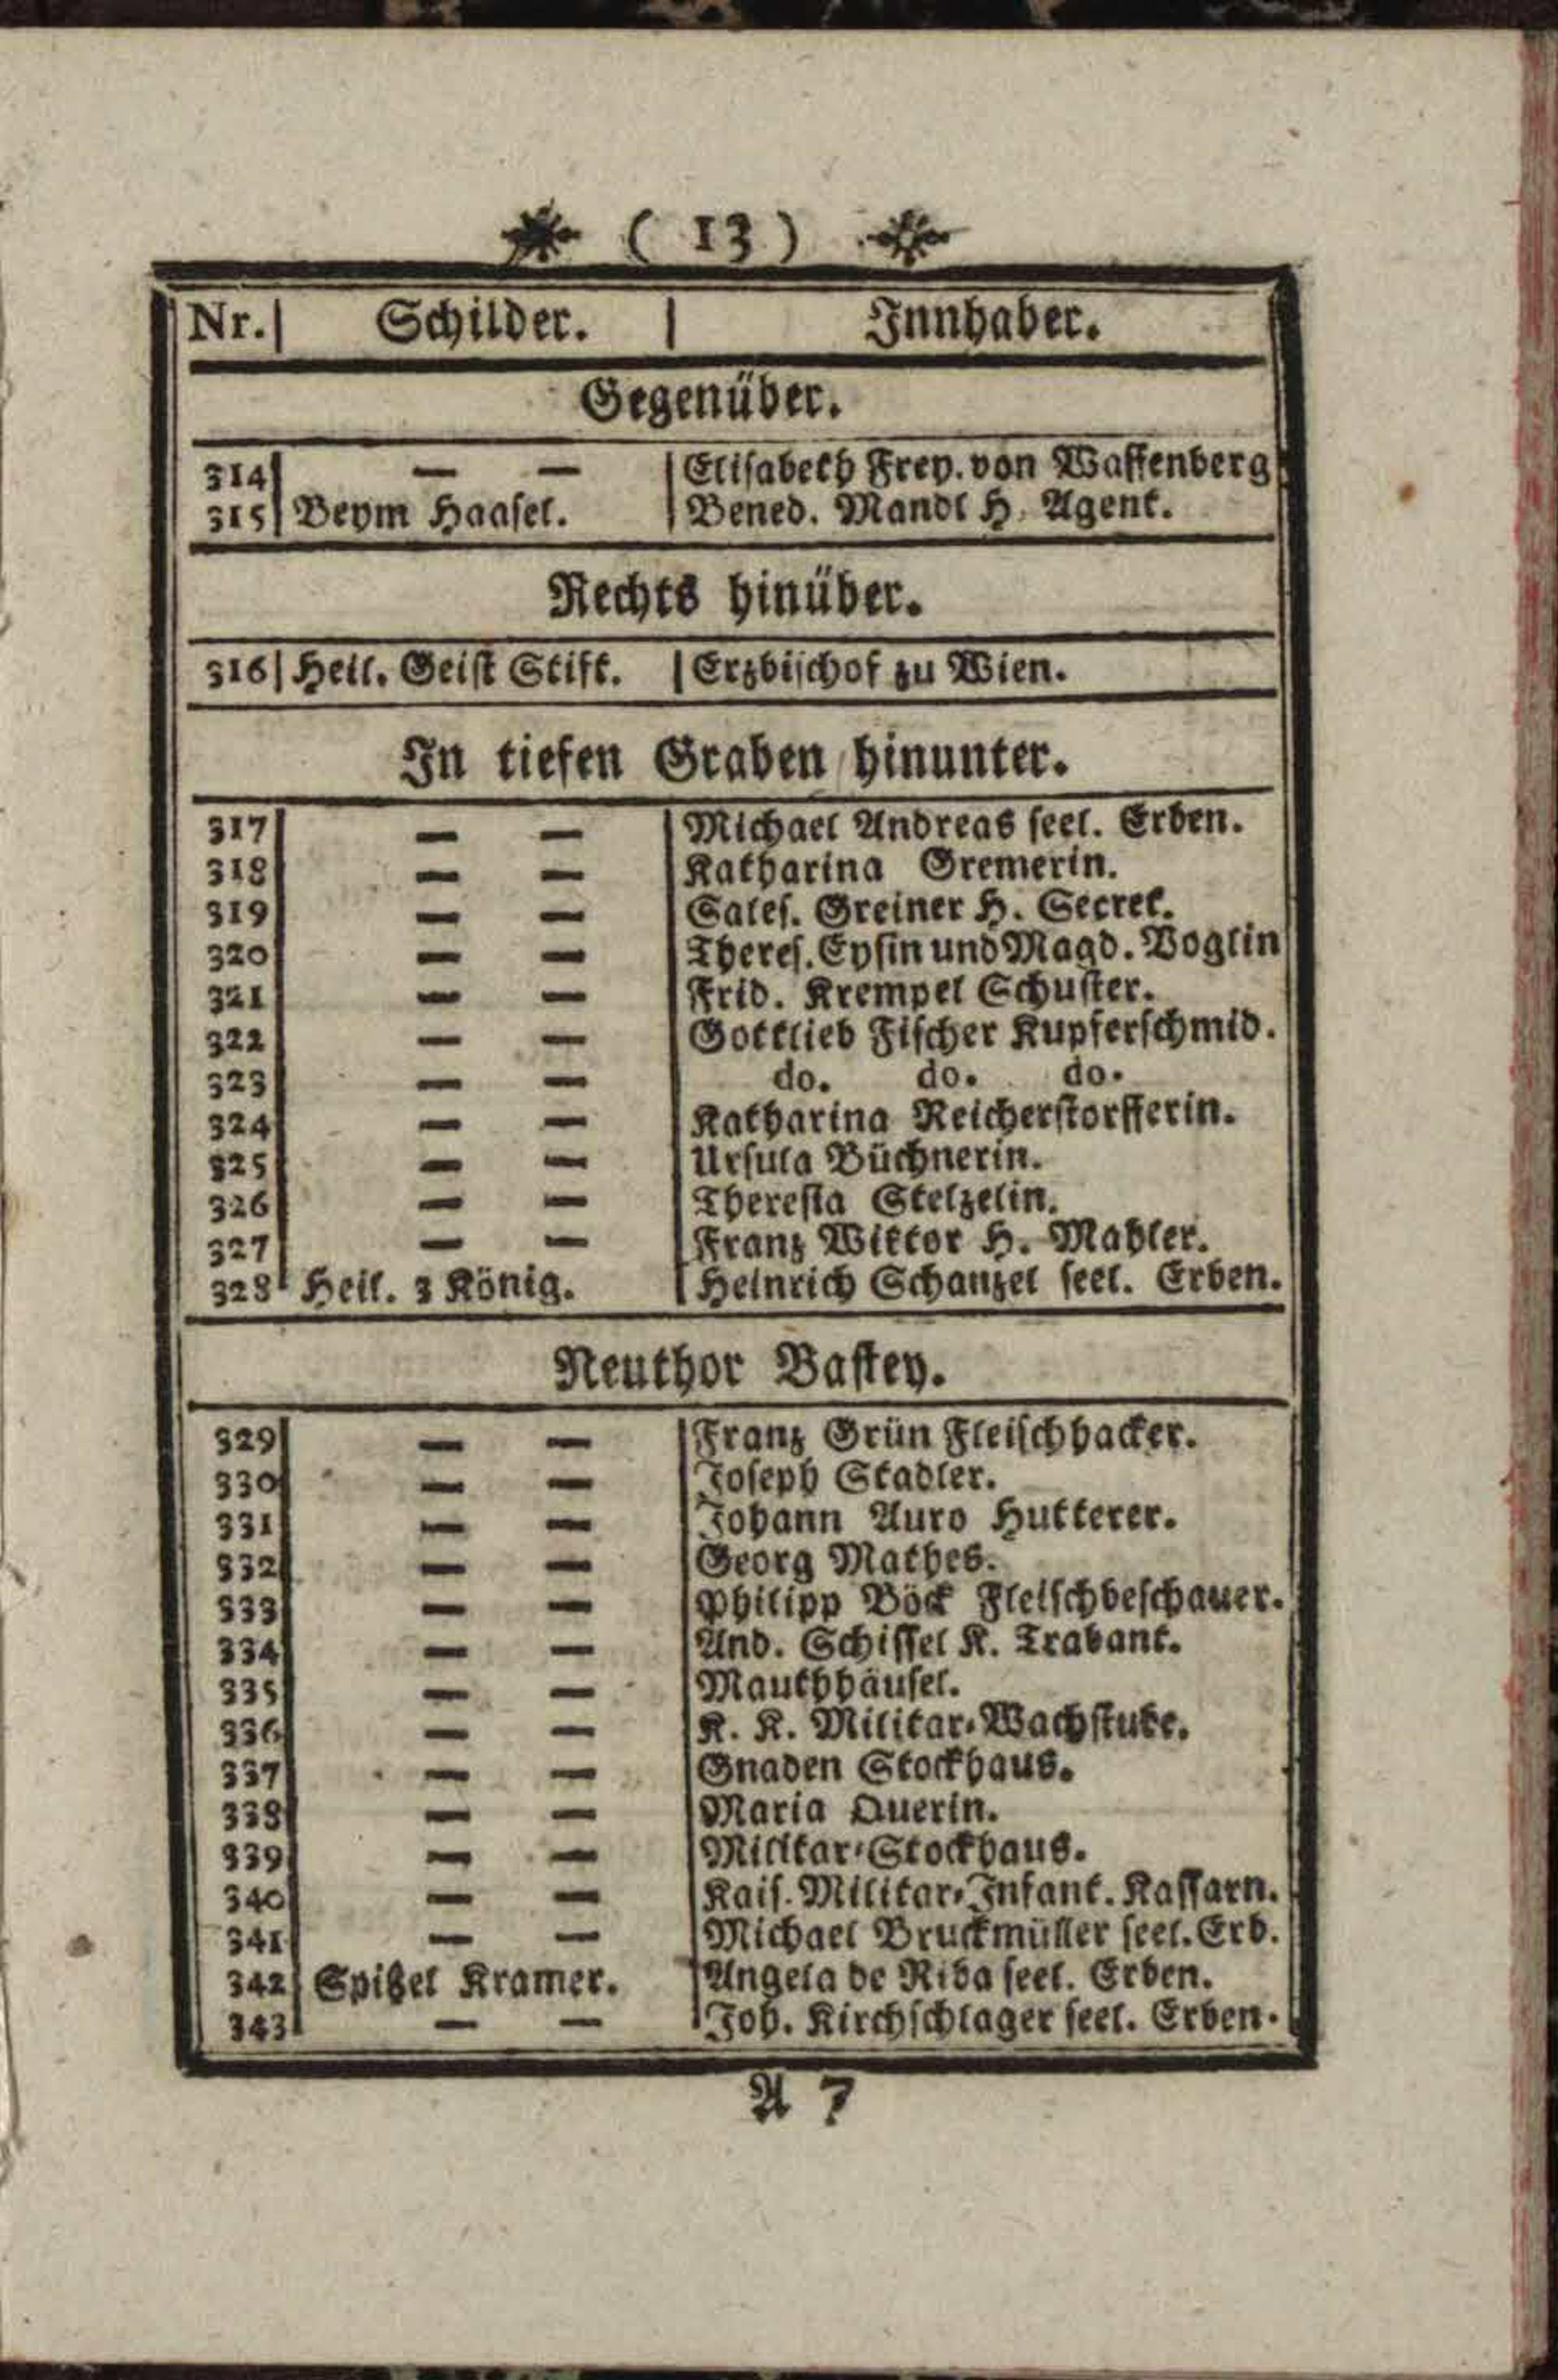 ( 13 )
Nr. | Schilder. | Innhaber.
Gegenüber.
314 | — — | Elisabeth Frey. von Waffenberg
315 | Beym Haasel. | Bened. Mandl H. Agent.
Rechts hinüber.
316 | Heil. Geist Stift. | Erzbischof zu Wien.
In tiefen Graben hinunter.
317 | — — | Michael Andreas seel. Erben.
318 | — — | Katharina Gremerin.
319 | — — | Sales. Greiner H. Secret.
320 | — — | Theres. Eysin und Magd. Voglin
321 | — — | Frid. Krempel Schuster.
322 | — — | Gottlieb Fischer Kupferschmid.
323 | — — | do. do. do.
324 | — — | Katharina Reicherstorfferin.
325 | — — | Ursula Büchnerin.
326 | — — | Theresia Stelzelin.
327 | — — | Franz Wittor H. Mahler.
328 | Heil. 3 König. | Heinrich Schanzel seel. Erben.
Neuthor Bastey.
329 | — — | Franz Grün Fleischhacker.
330 | — — | Joseph Stadler.
331 | — — | Johann Auro Hutterer.
332 | — — | Georg Mathes.
333 | — — | Philipp Böck Fleischbeschauer.
334 | — — | And. Schissel K. Trabant.
335 | — — | Mauthhäusel.
336 | — — | K. K. Militar-Wachstube.
337 | — — | Gnaden Stockhaus.
338 | — — | Maria Querin.
339 | — — | Militar-Stockhaus.
340 | — — | Kais. Militar-Infant. Kassarn.
341 | — — | Michael Bruckmüller seel. Erb.
342 | Spitzel Kramer. | Angela de Riba seel. Erben.
343 | — — | Joh. Kirchschlager seel. Erben.
A 7